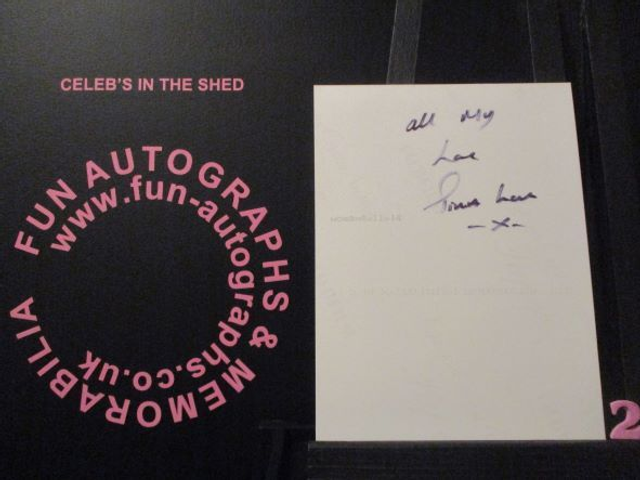 CELEB'S IN THE SHED
FUN AUTOGRAPHS & MEMORABILIA
www.fun-autographs.co.uk
all My
Love
-x-
2